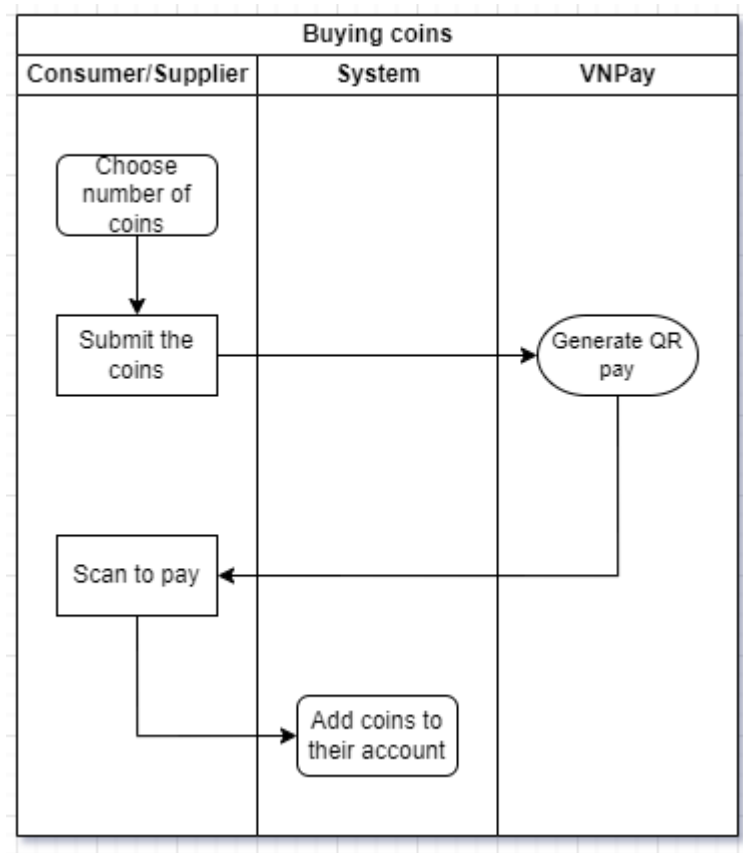 Buying coins
Consumer/Supplier
System
VNPay
Choose
number of
coins
Submit the
coins
Generate QR
pay
Scan to pay
Add coins to
their account